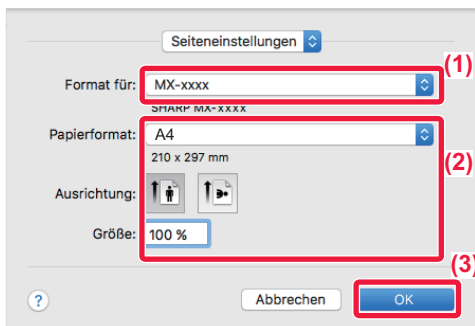 Seiteneinstellungen
(1)
Format für: MX-xxxx
SHARP MX-xxxx
Papierformat: A4
210 x 297 mm
(2)
Ausrichtung:
Größe: 100 %
(3)
? Abbrechen OK